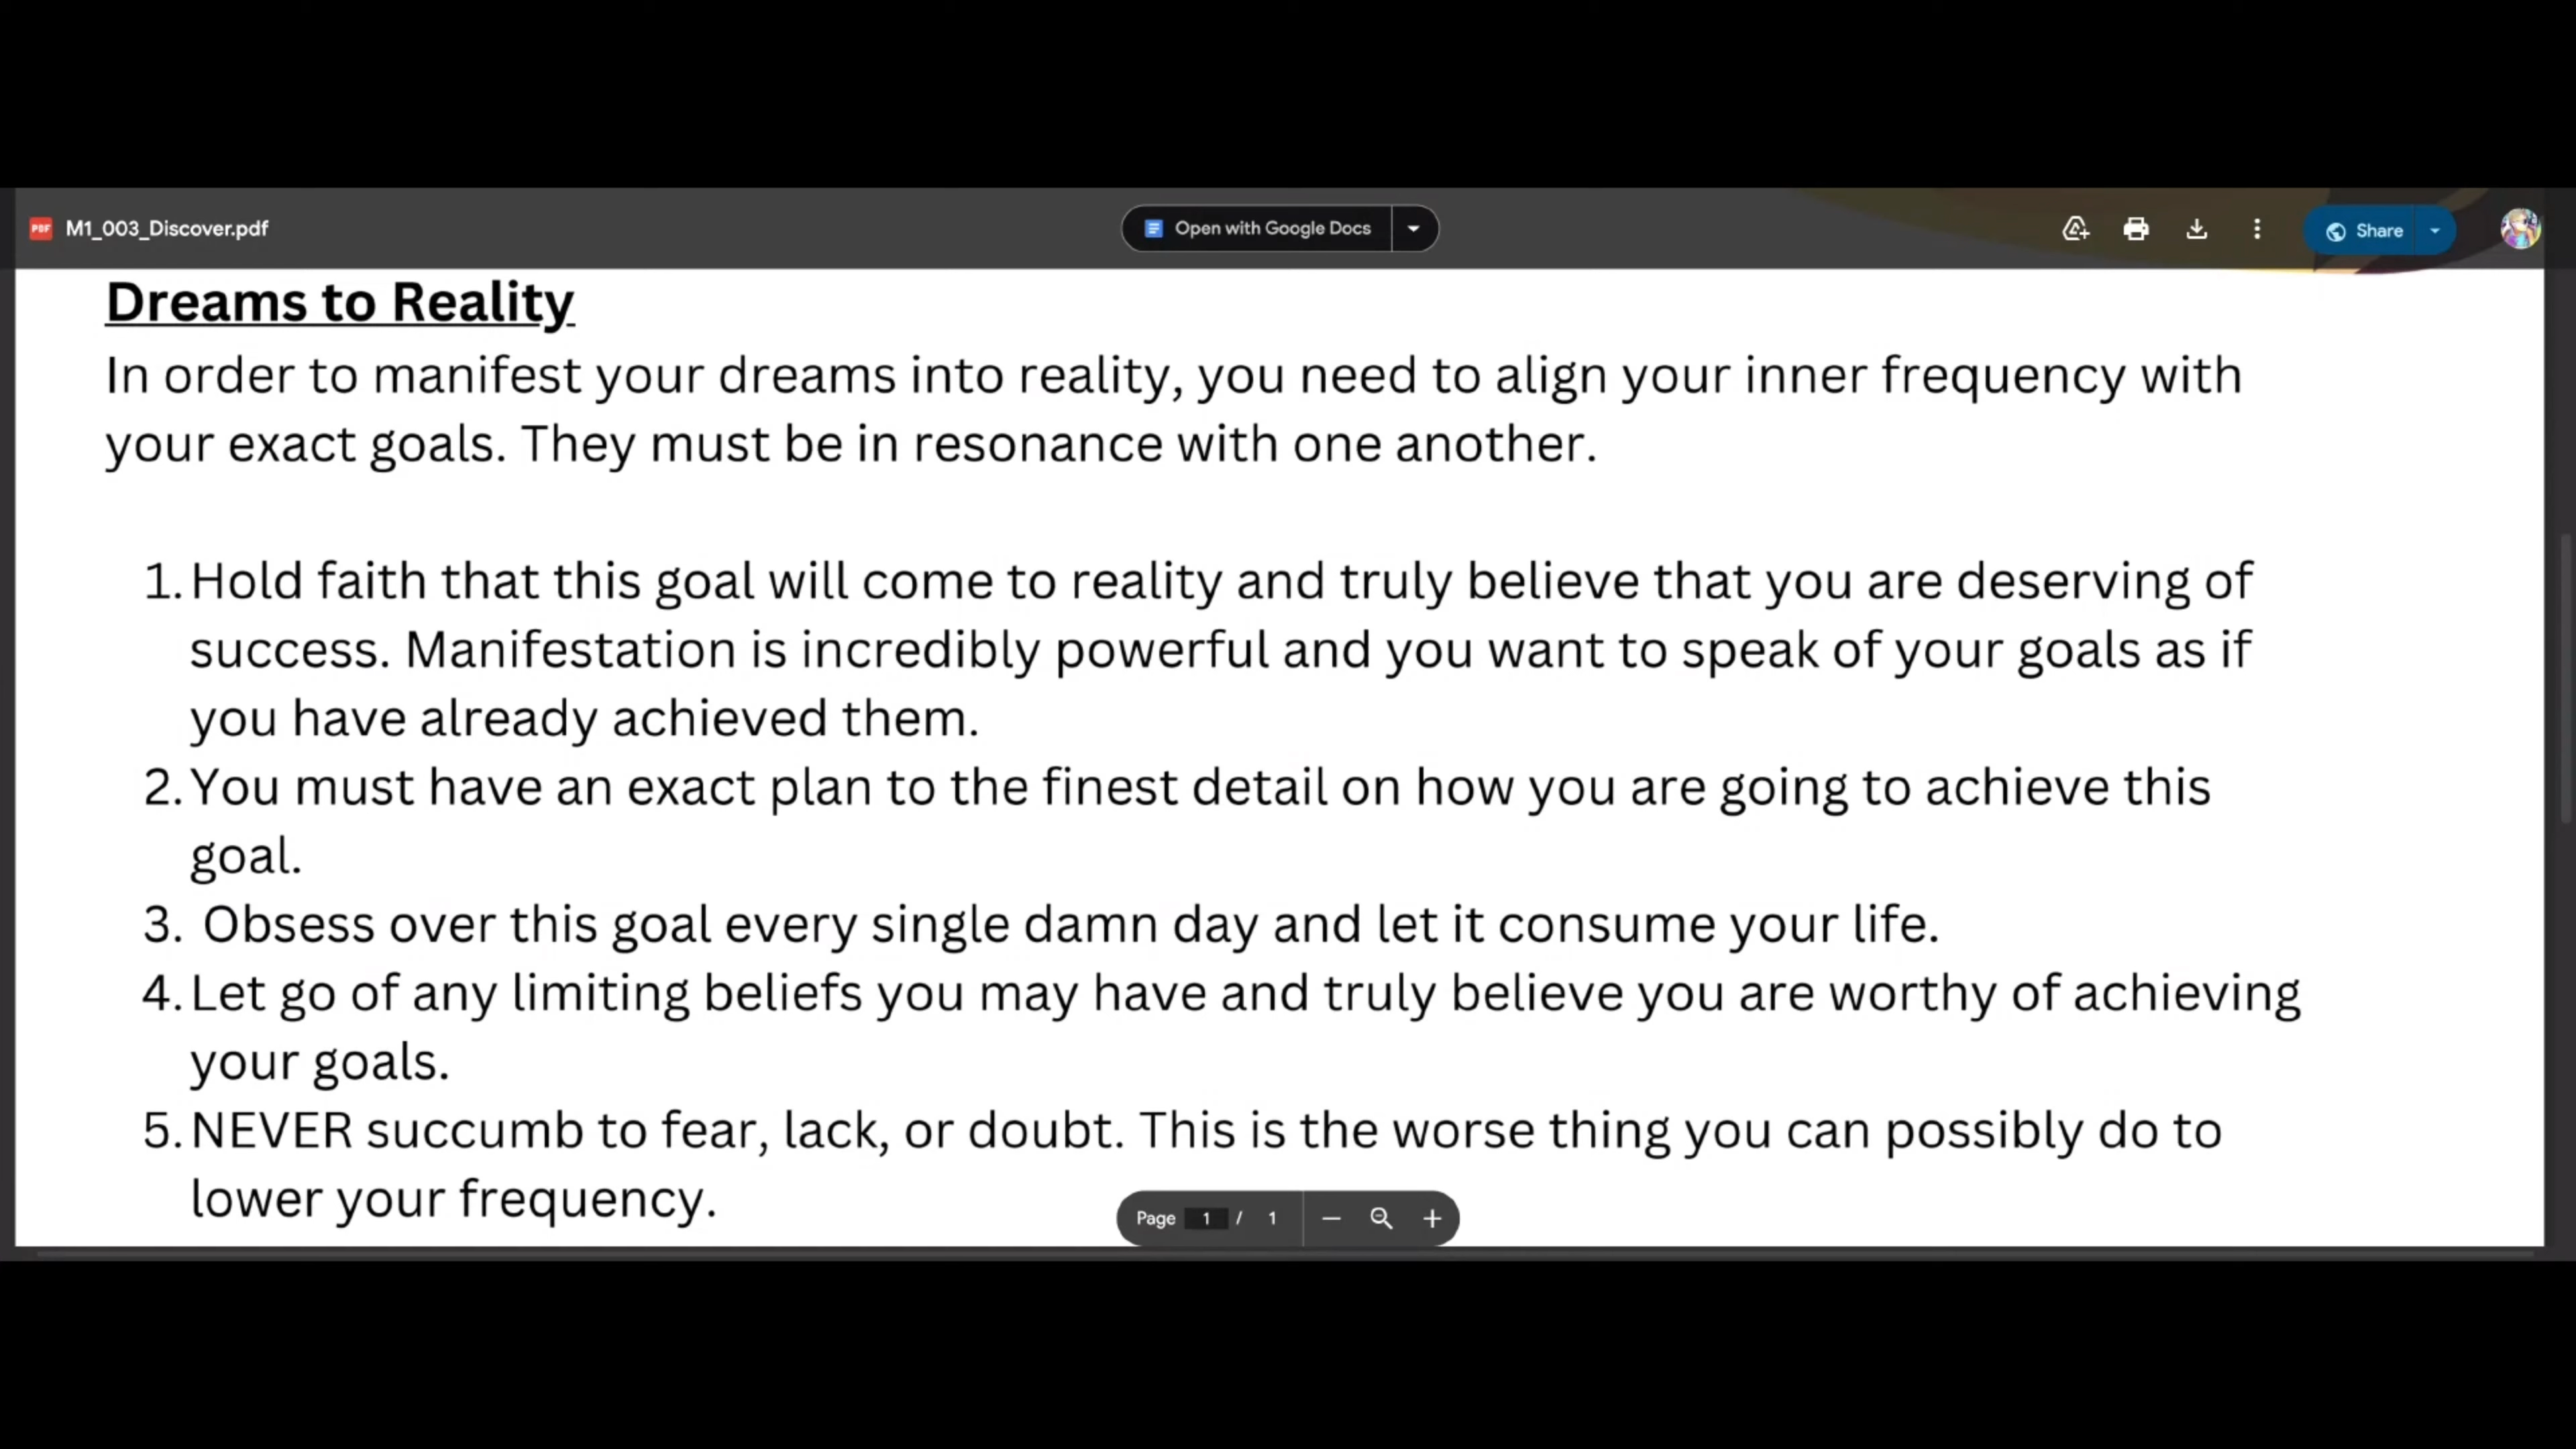 M1_003_Discover.pdf
Open with Google Docs
Share
Dreams to Reality
In order to manifest your dreams into reality, you need to align your inner frequency with
your exact goals. They must be in resonance with one another.
1. Hold faith that this goal will come to reality and truly believe that you are deserving of
success. Manifestation is incredibly powerful and you want to speak of your goals as if
you have already achieved them.
2. You must have an exact plan to the finest detail on how you are going to achieve this
goal.
3. Obsess over this goal every single damn day and let it consume your life.
4. Let go of any limiting beliefs you may have and truly believe you are worthy of achieving
your goals.
5. NEVER succumb to fear, lack, or doubt. This is the worse thing you can possibly do to
lower your frequency.
Page 1 / 1